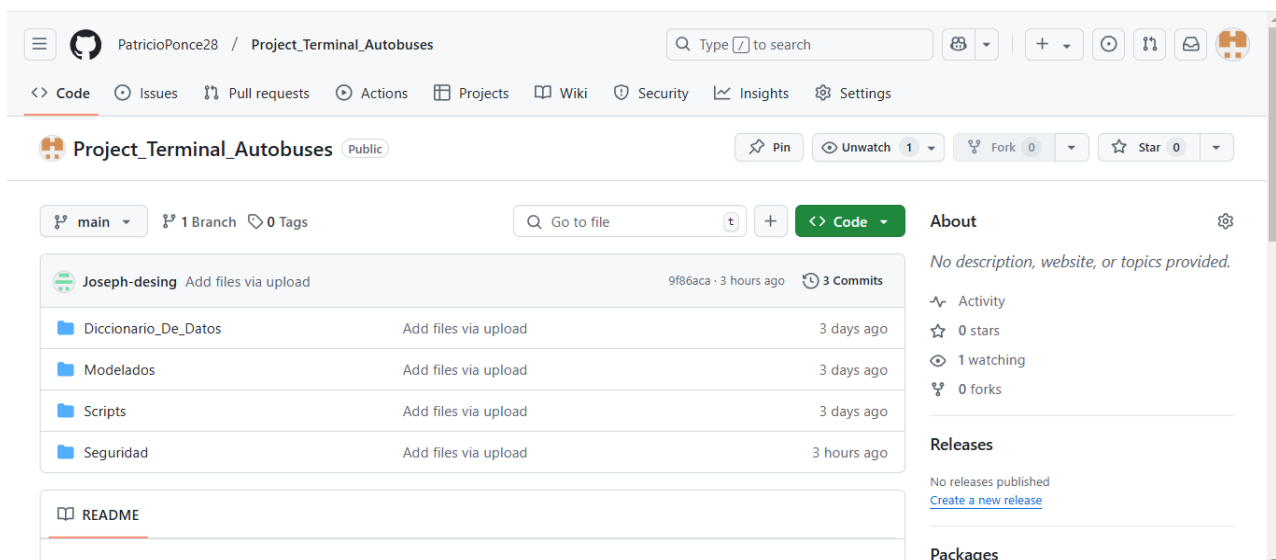 PatricioPonce28 / Project_Terminal_Autobuses
Type / to search
Code Issues Pull requests Actions Projects Wiki Security Insights Settings
Project_Terminal_Autobuses Public
Pin Unwatch 1 Fork 0 Star 0
main 1 Branch 0 Tags
Go to file t
Code
Joseph-desing Add files via upload 9f86aca · 3 hours ago 3 Commits
Diccionario_De_Datos Add files via upload 3 days ago
Modelados Add files via upload 3 days ago
Scripts Add files via upload 3 days ago
Seguridad Add files via upload 3 hours ago
README
About
No description, website, or topics provided.
Activity
0 stars
1 watching
0 forks
Releases
No releases published
Create a new release
Packages